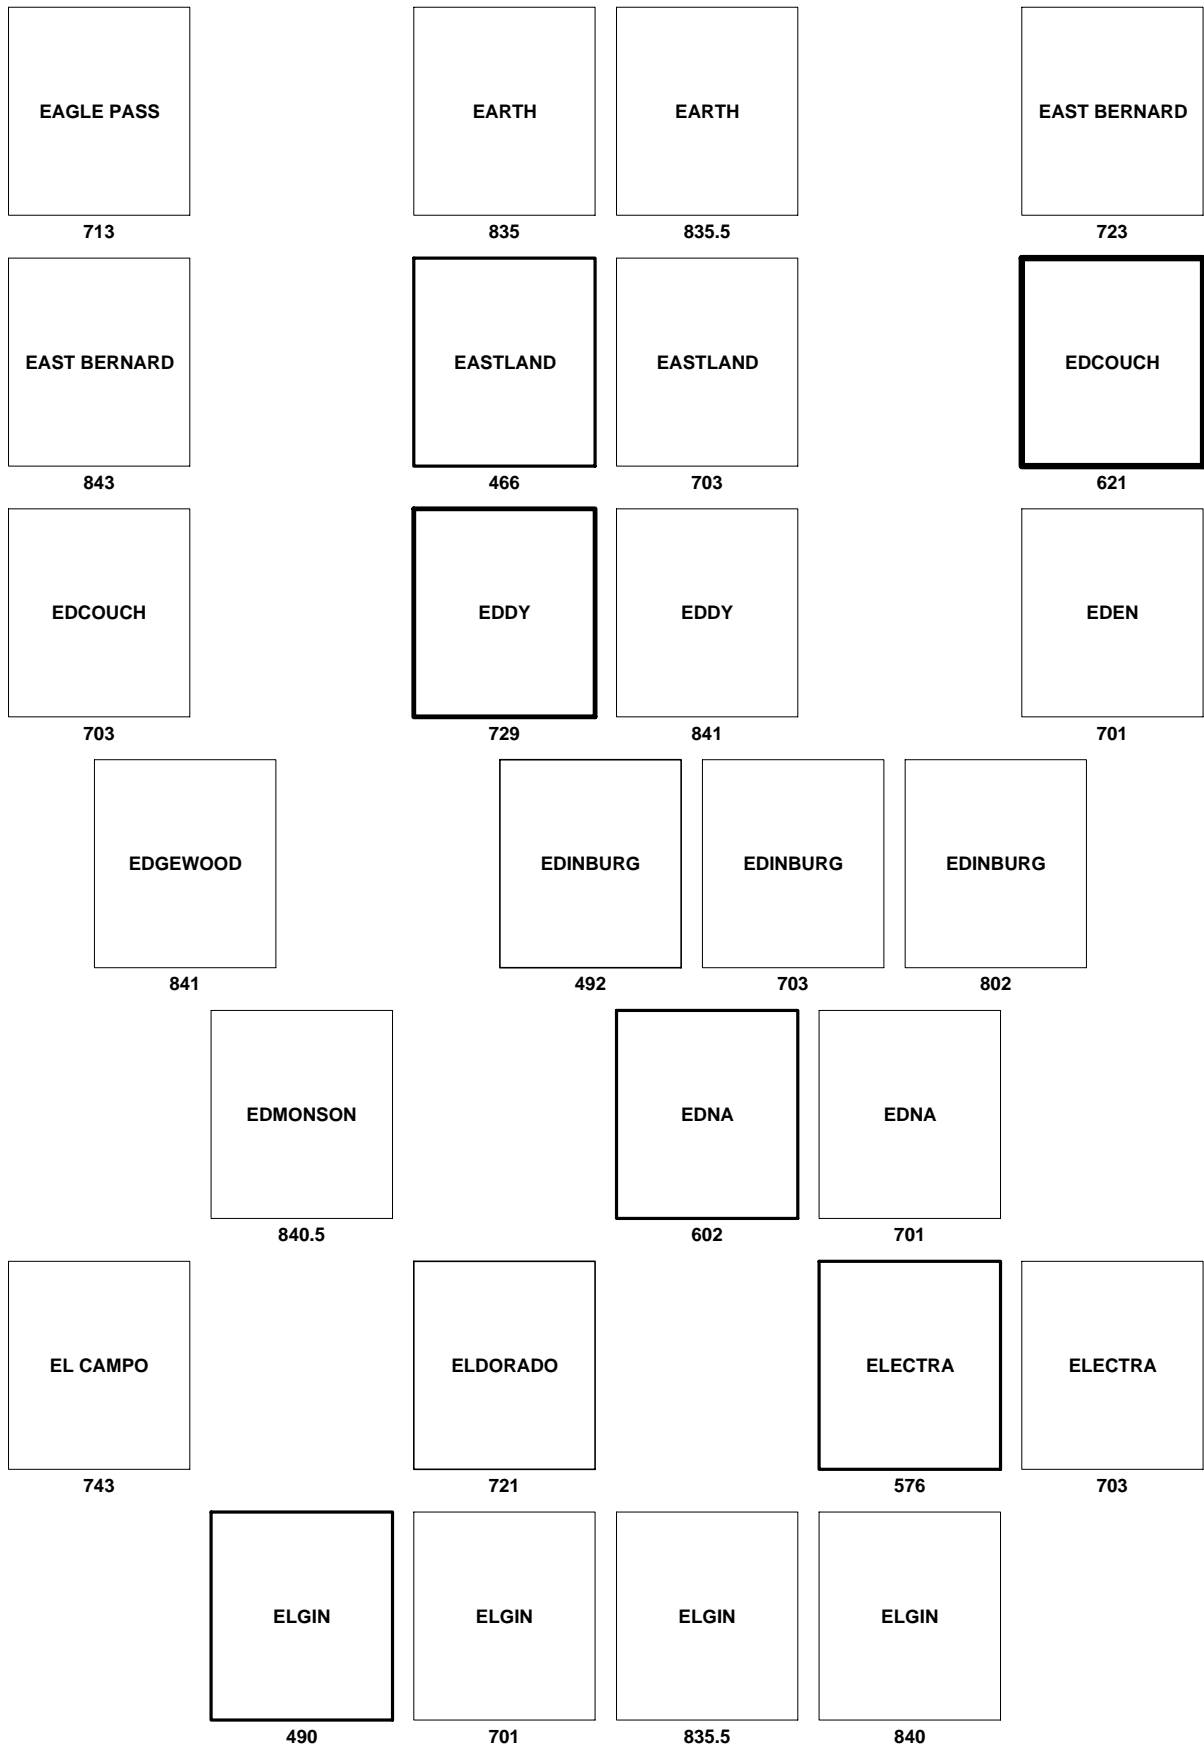 EAGLE PASS EARTH EARTH EAST BERNARD
713 835 835.5 723
EAST BERNARD EASTLAND EASTLAND EDCOUCH
843 466 703 621
EDCOUCH EDDY EDDY EDEN
703 729 841 701
EDGEWOOD EDINBURG EDINBURG EDINBURG
841 492 703 802
EDMONSON EDNA EDNA
840.5 602 701
EL CAMPO ELDORADO ELECTRA ELECTRA
743 721 576 703
ELGIN ELGIN ELGIN ELGIN
490 701 835.5 840